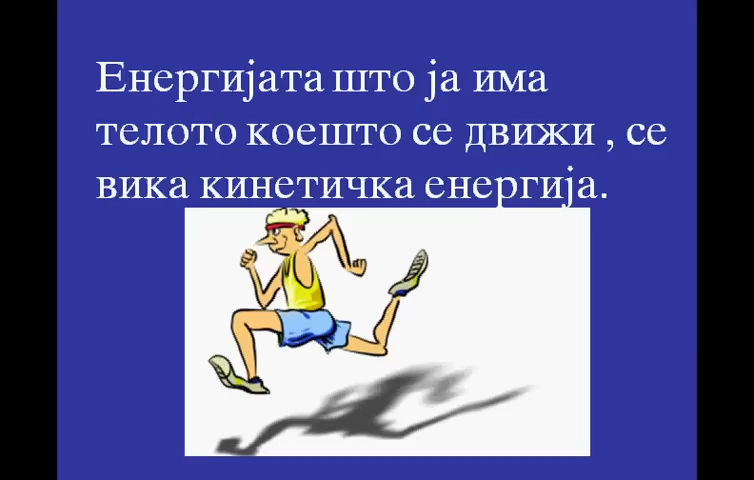 Енергијата што ја има
телото коешто се движи , се
вика кинетичка енергија.